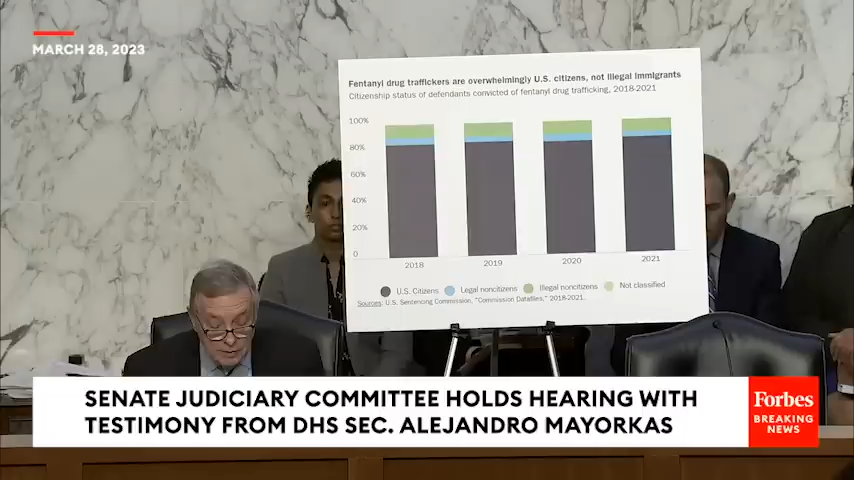 MARCH 28, 2023
Fentanyl drug traffickers are overwhelmingly U.S. citizens, not illegal immigrants
Citizenship status of defendants convicted of fentanyl drug trafficking, 2018-2021
100%
80%
60%
40%
20%
0
2018 2019 2020 2021
U.S. Citizens Legal noncitizens Illegal noncitizens Not classified
Sources: U.S. Sentencing Commission, "Commission Datafiles," 2018-2021.
SENATE JUDICIARY COMMITTEE HOLDS HEARING WITH
TESTIMONY FROM DHS SEC. ALEJANDRO MAYORKAS
Forbes
BREAKING
NEWS